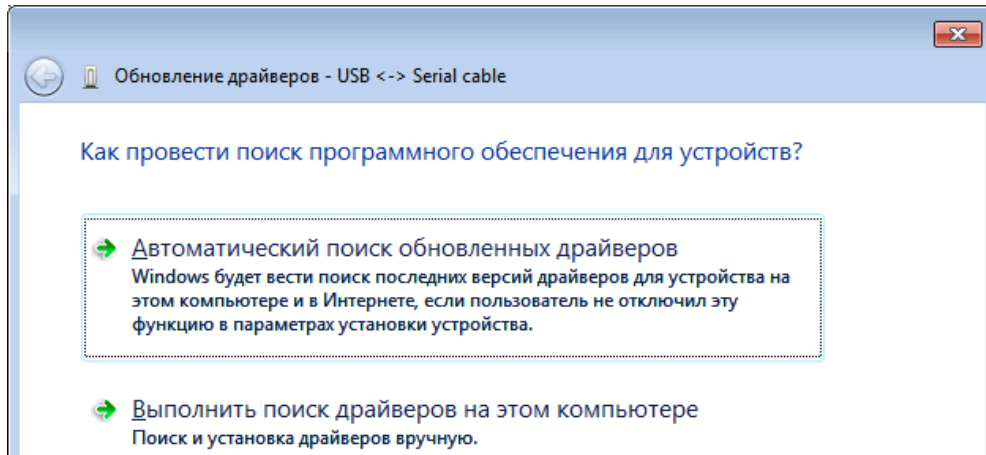 Обновление драйверов - USB <-> Serial cable
Как провести поиск программного обеспечения для устройств?
Автоматический поиск обновленных драйверов
Windows будет вести поиск последних версий драйверов для устройства на
этом компьютере и в Интернете, если пользователь не отключил эту
функцию в параметрах установки устройства.
Выполнить поиск драйверов на этом компьютере
Поиск и установка драйверов вручную.